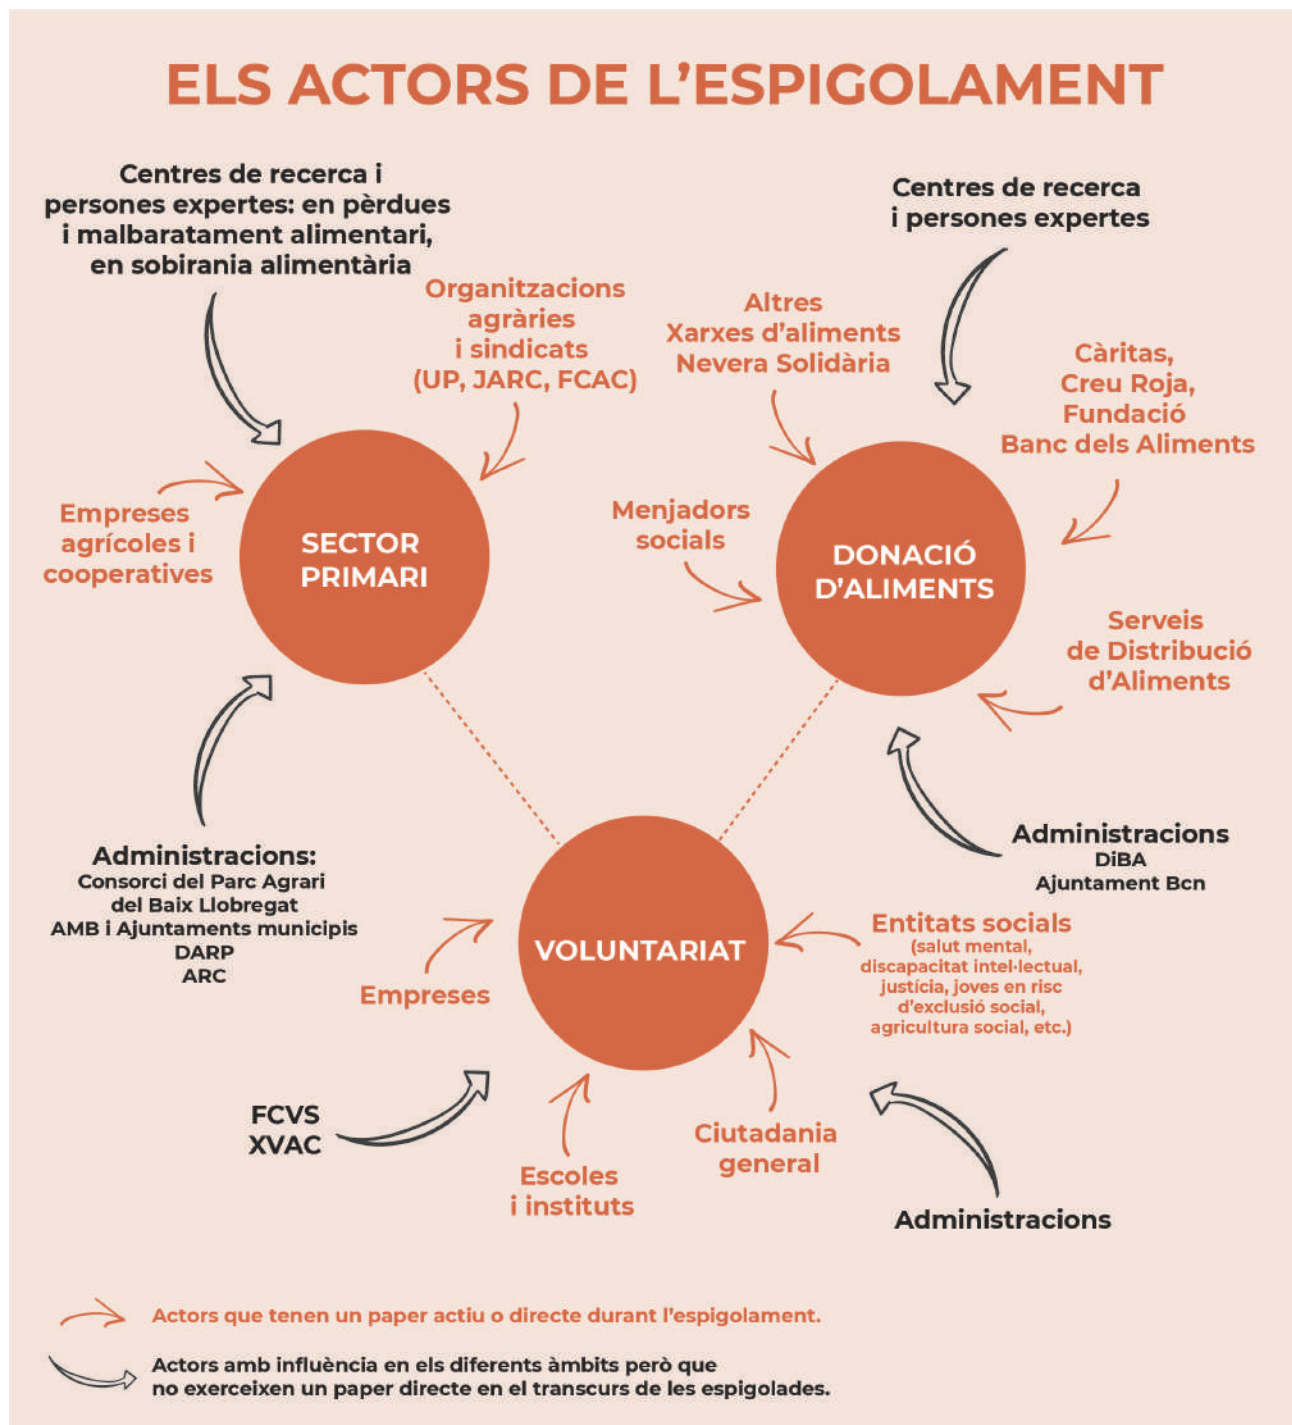 ELS ACTORS DE L’ESPIGOLAMENT
Centres de recerca i
persones expertes: en pèrdues
i malbaratament alimentari,
en sobirania alimentària
Organitzacions
agràries
i sindicats
(UP, JARC, FCAC)
Empreses
agrícoles i
cooperatives
SECTOR
PRIMARI
Administracions:
Consorci del Parc Agrari
del Baix Llobregat
AMB i Ajuntaments municipis
DARP
ARC
Centres de recerca
i persones expertes
Altres
Xarxes d’aliments
Nevera Solidària
Càritas,
Creu Roja,
Fundació
Banc dels Aliments
Menjadors
socials
DONACIÓ
D’ALIMENTS
Serveis
de Distribució
d’Aliments
Administracions
DiBA
Ajuntament Bcn
VOLUNTARIAT
Empreses
Entitats socials
(salut mental,
discapacitat intel·lectual,
justícia, joves en risc
d’exclusió social,
agricultura social, etc.)
FCVS
XVAC
Escoles
i instituts
Ciutadania
general
Administracions
Actors que tenen un paper actiu o directe durant l’espigolament.
Actors amb influència en els diferents àmbits però que
no exerceixen un paper directe en el transcurs de les espigolades.